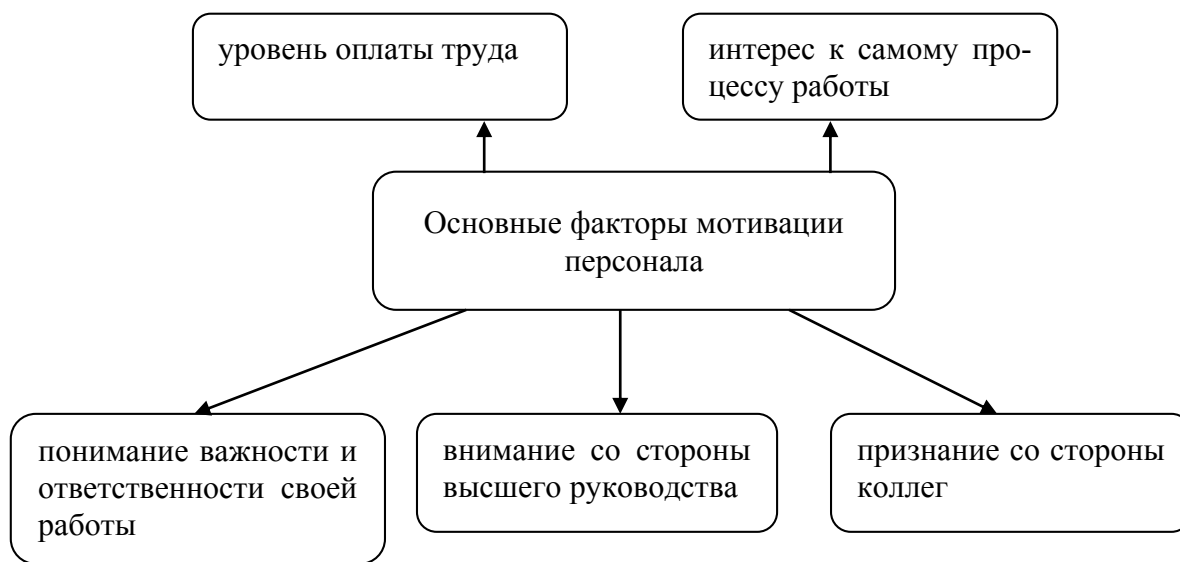 уровень оплаты труда
интерес к самому про-
цессу работы
Основные факторы мотивации
персонала
понимание важности и
ответственности своей
работы
внимание со стороны
высшего руководства
признание со стороны
коллег